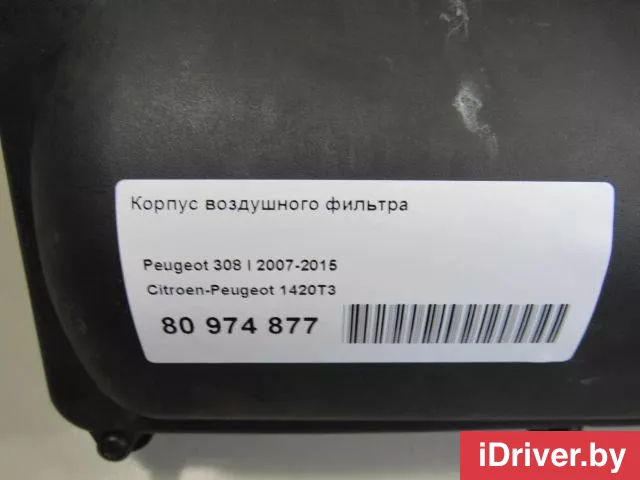 Корпус воздушного фильтра
Peugeot 308 I 2007-2015
Citroen-Peugeot 1420T3
80 974 877
iDriver.by